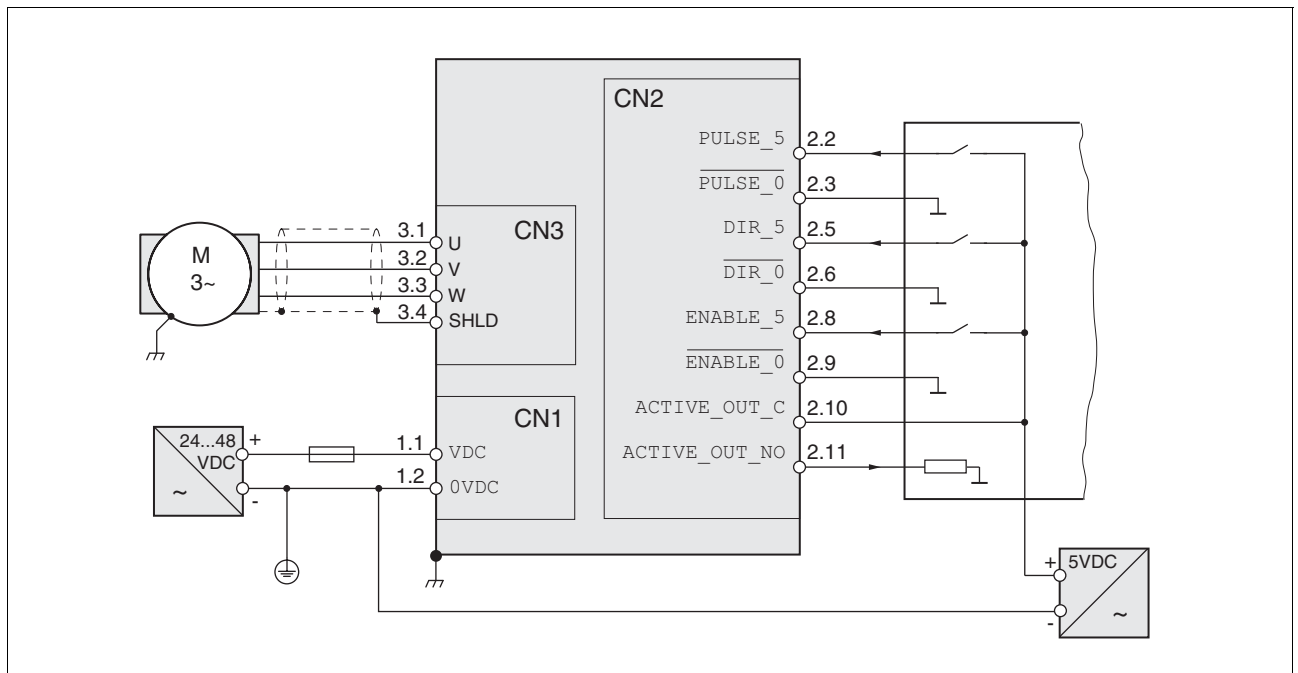 CN2
PULSE_5 2.2
PULSE_0 2.3
DIR_5 2.5
DIR_0 2.6
ENABLE_5 2.8
ENABLE_0 2.9
ACTIVE_OUT_C 2.10
ACTIVE_OUT_NO 2.11
M
3~
CN3
3.1 U
3.2 V
3.3 W
3.4 SHLD
CN1
24...48
VDC
~
+
-
1.1 VDC
1.2 0VDC
+ 5VDC
- ~